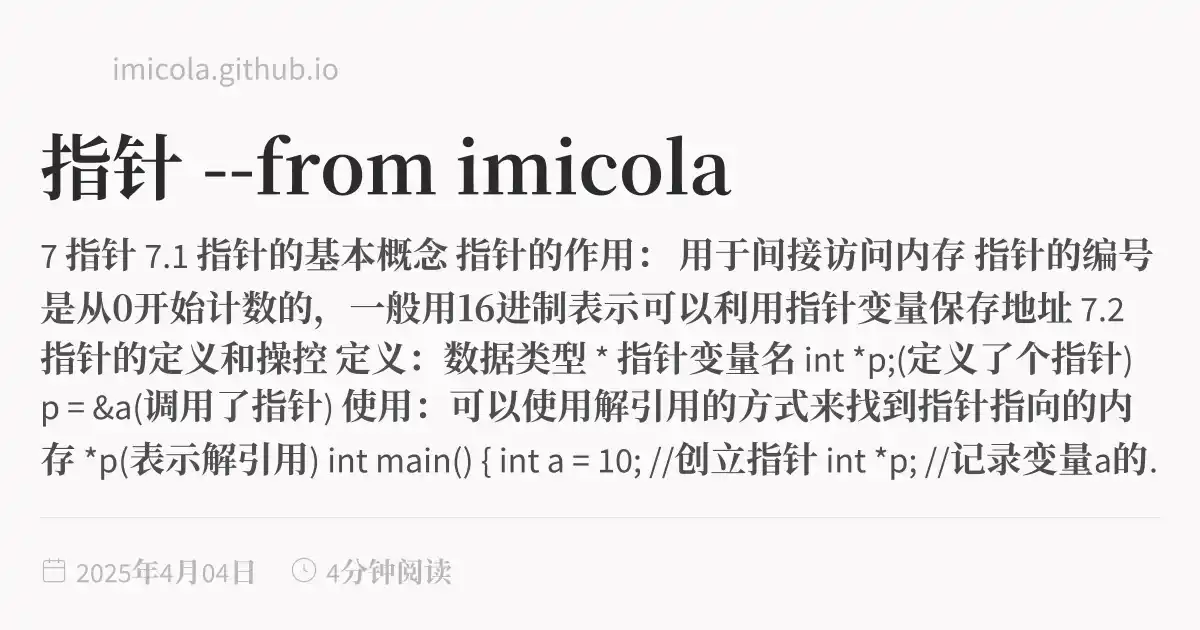 imicola.github.io
指针 --from imicola
7 指针 7.1 指针的基本概念 指针的作用： 用于间接访问内存 指针的编号
是从0开始计数的，一般用16进制表示可以利用指针变量保存地址 7.2
指针的定义和操控 定义：数据类型 * 指针变量名 int *p;(定义了个指针)
p = &a(调用了指针) 使用：可以使用解引用的方式来找到指针指向的内
存 *p(表示解引用) int main() { int a = 10; //创立指针 int *p; //记录变量a的.
2025年4月04日 4分钟阅读